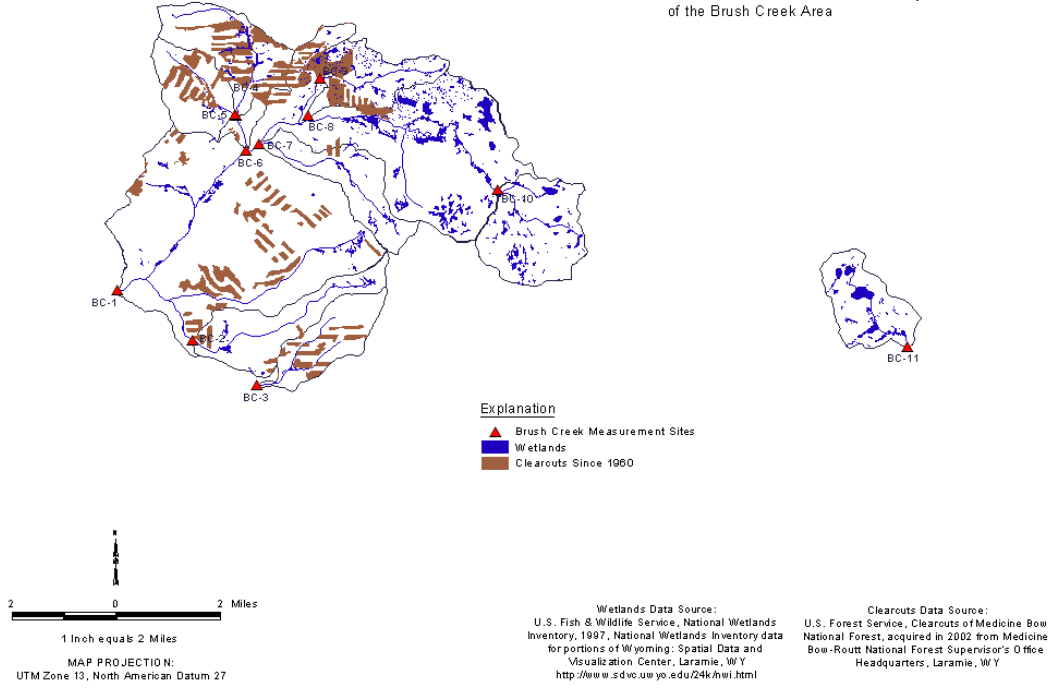 of the Brush Creek Area
BC-9
BC-4
BC-5
BC-8
BC-7
BC-6
BC-10
BC-1
BC-2
BC-11
BC-3
Explanation
Brush Creek Measurement Sites
Wetlands
Clearcuts Since 1960
N
2 0 2 Miles
1 Inch equals 2 Miles
MAP PROJECTION:
UTM Zone 13, North American Datum 27
Wetlands Data Source:
U.S. Fish & Wildlife Service, National Wetlands
Inventory, 1997, National Wetlands Inventory data
for portions of Wyoming: Spatial Data and
Visualization Center, Laramie, WY
http://www.sdvc.uwyo.edu/24k/nwi.html
Clearcuts Data Source:
U.S. Forest Service, Clearcuts of Medicine Bow
National Forest, acquired in 2002 from Medicine
Bow-Routt National Forest Supervisor's Office
Headquarters, Laramie, WY